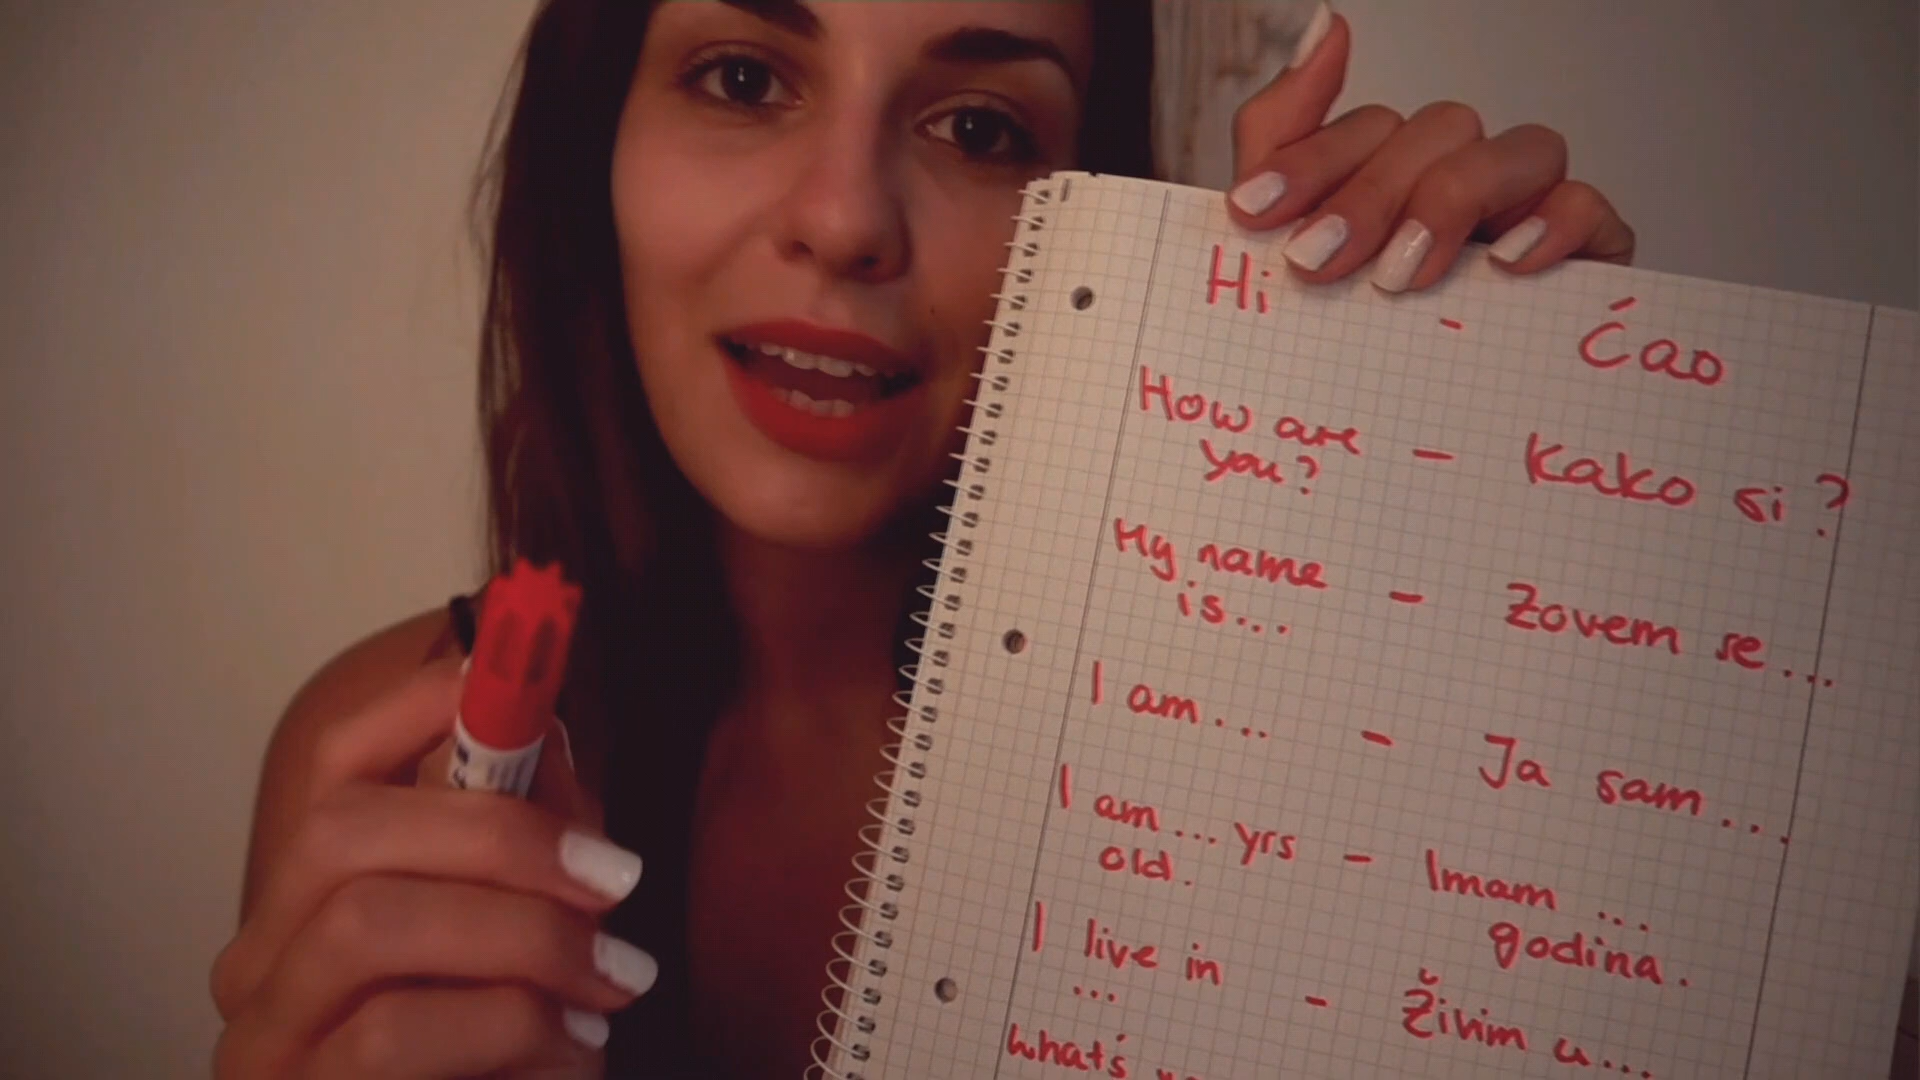 Hi - Ćao
How are - Kako si?
you?
My name - Zovem se...
is...
I am... - Ja sam...
I am... yrs - Imam ...
old. godina.
I live in - Živim u...
...
what's